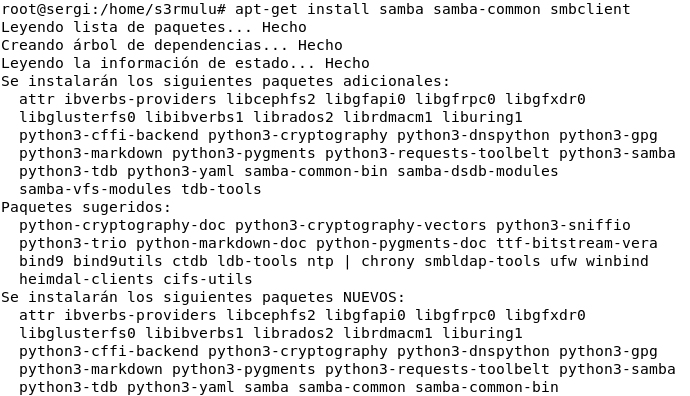 root@sergi:/home/s3rmulu# apt-get install samba samba-common smbclient
Leyendo lista de paquetes... Hecho
Creando árbol de dependencias... Hecho
Leyendo la información de estado... Hecho
Se instalarán los siguientes paquetes adicionales:
  attr ibverbs-providers libcephfs2 libgfapi0 libgfrpc0 libgfxdr0
  libglusterfs0 libibverbs1 librados2 librdmacm1 liburing1
  python3-cffi-backend python3-cryptography python3-dnspython python3-gpg
  python3-markdown python3-pygments python3-requests-toolbelt python3-samba
  python3-tdb python3-yaml samba-common-bin samba-dsdb-modules
  samba-vfs-modules tdb-tools
Paquetes sugeridos:
  python-cryptography-doc python3-cryptography-vectors python3-sniffio
  python3-trio python-markdown-doc python-pygments-doc ttf-bitstream-vera
  bind9 bind9utils ctdb ldb-tools ntp | chrony smbldap-tools ufw winbind
  heimdal-clients cifs-utils
Se instalarán los siguientes paquetes NUEVOS:
  attr ibverbs-providers libcephfs2 libgfapi0 libgfrpc0 libgfxdr0
  libglusterfs0 libibverbs1 librados2 librdmacm1 liburing1
  python3-cffi-backend python3-cryptography python3-dnspython python3-gpg
  python3-markdown python3-pygments python3-requests-toolbelt python3-samba
  python3-tdb python3-yaml samba samba-common samba-common-bin